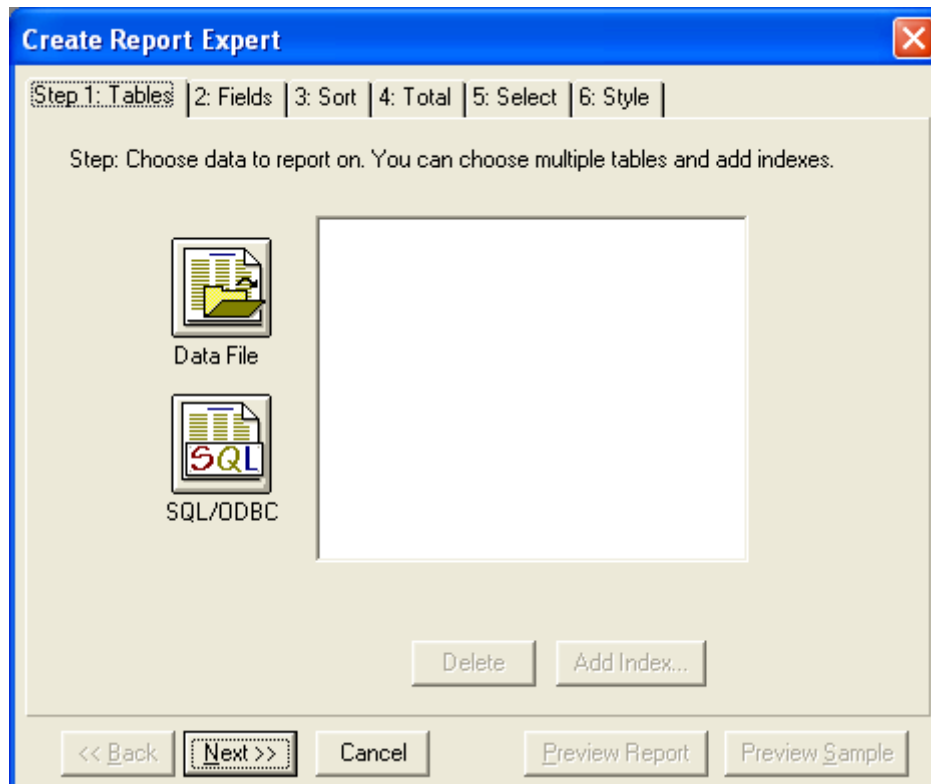 Create Report Expert
Step 1: Tables 2: Fields 3: Sort 4: Total 5: Select 6: Style
Step: Choose data to report on. You can choose multiple tables and add indexes.
Data File
SQL
SQL/ODBC
Delete Add Index...
<< Back Next >> Cancel Preview Report Preview Sample